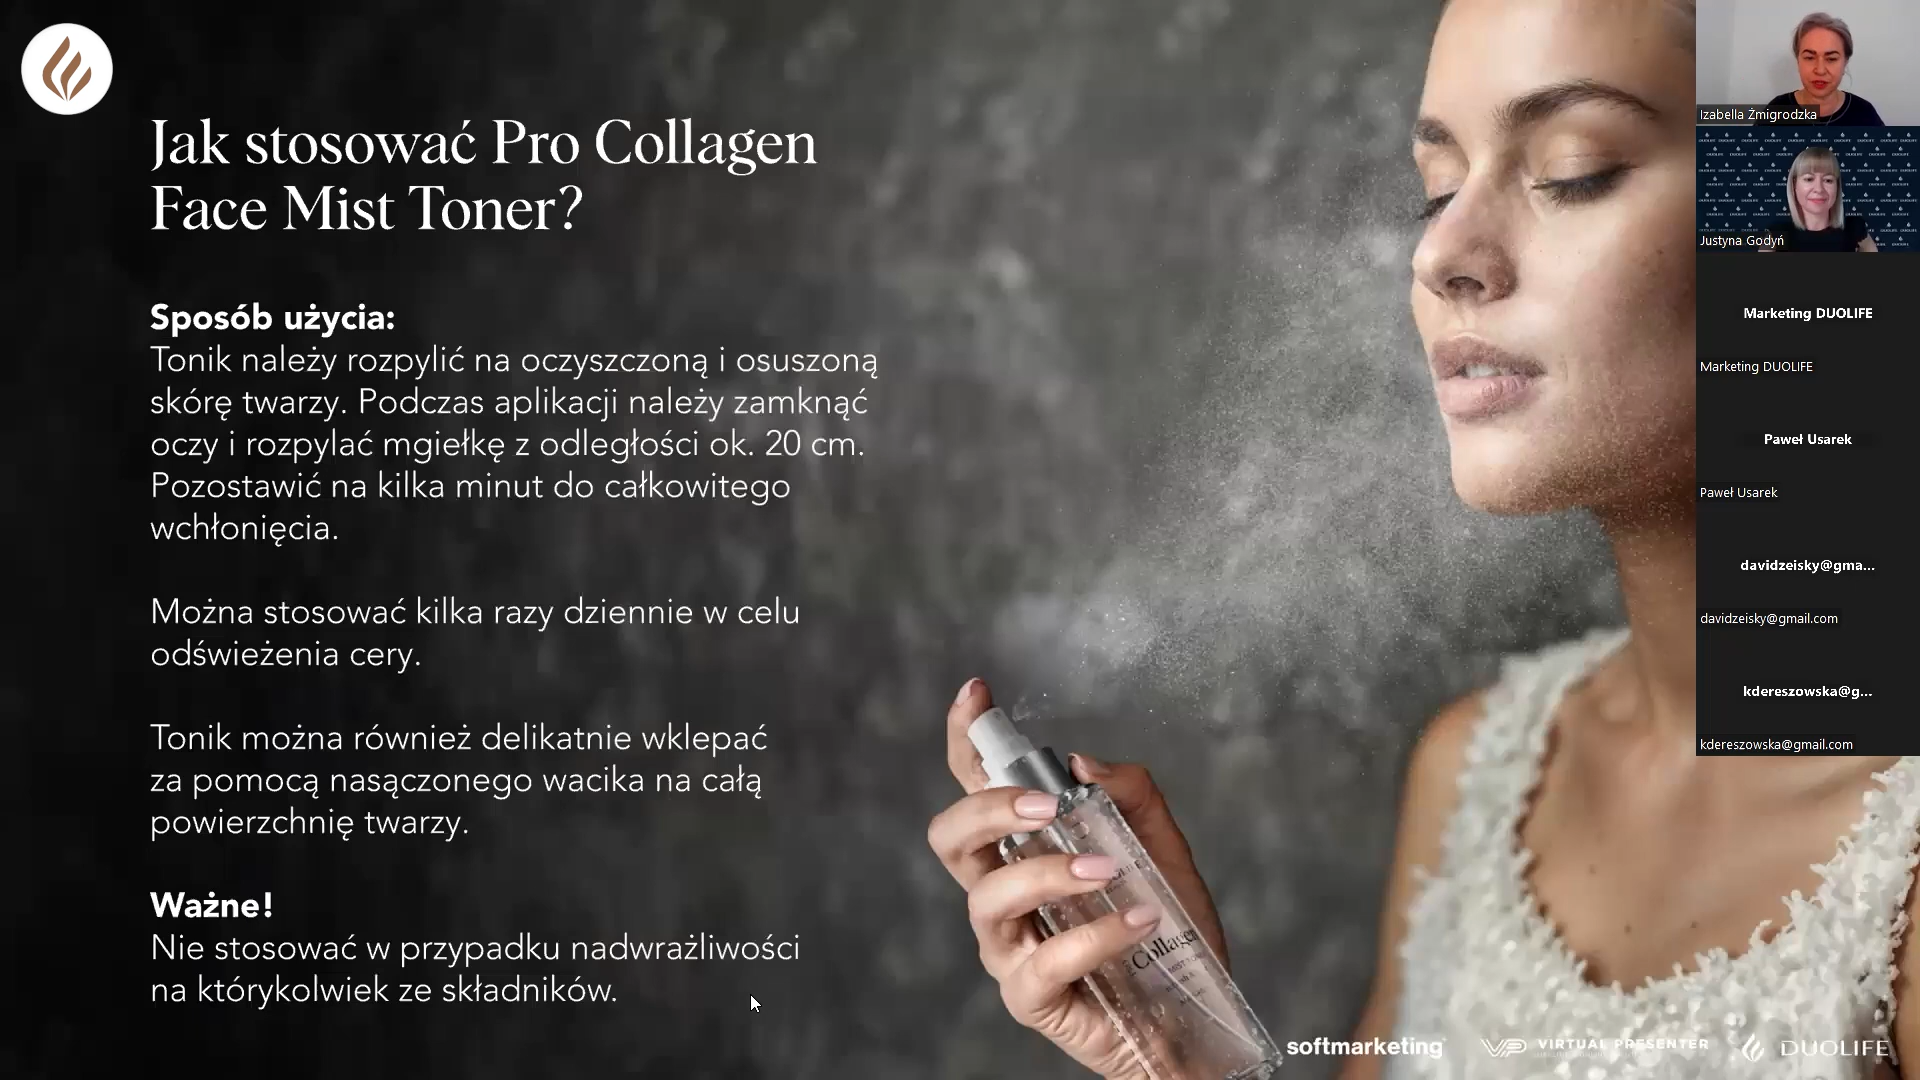 Jak stosować Pro Collagen
Face Mist Toner?
Sposób użycia:
Tonik należy rozpylić na oczyszczoną i osuszoną
skórę twarzy. Podczas aplikacji należy zamknąć
oczy i rozpylać mgiełkę z odległości ok. 20 cm.
Pozostawić na kilka minut do całkowitego
wchłonięcia.
Można stosować kilka razy dziennie w celu
odświeżenia cery.
Tonik można również delikatnie wklepać
za pomocą nasączonego wacika na całą
powierzchnię twarzy.
Ważne!
Nie stosować w przypadku nadwrażliwości
na którykolwiek ze składników.
Collagen
softmarketing
VIRTUAL PRESENTER
DUOLIFE
Izabella Żmigrodzka
Justyna Godyń
Marketing DUOLIFE
Marketing DUOLIFE
Paweł Usarek
Paweł Usarek
davidzeisky@gma...
davidzeisky@gmail.com
kdereszowska@g...
kdereszowska@gmail.com